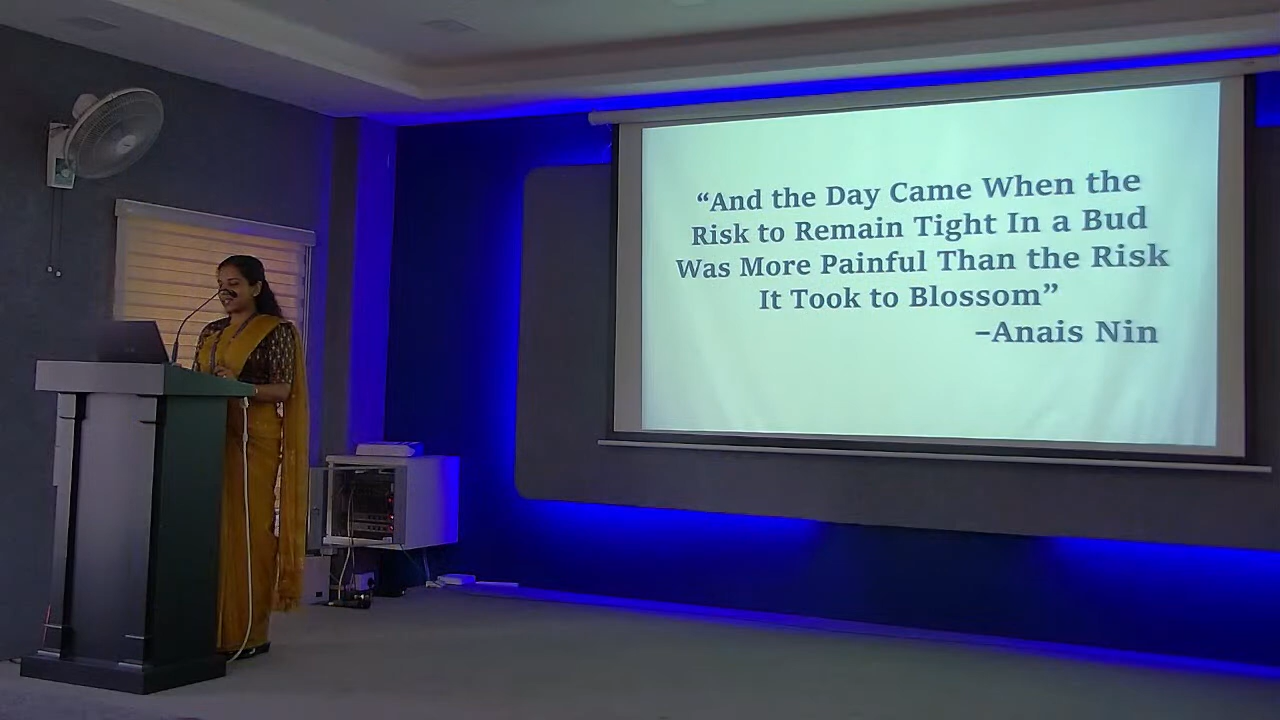 “And the Day Came When the
Risk to Remain Tight In a Bud
Was More Painful Than the Risk
It Took to Blossom”
–Anais Nin